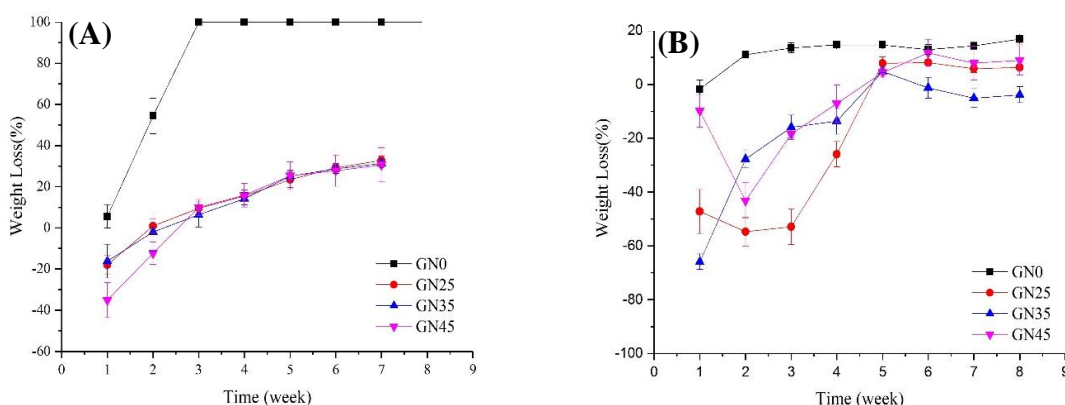 (A)
Weight Loss(%)
100
80
60
40
20
0
-20
-40
-60
0 1 2 3 4 5 6 7 8 9
Time (week)
GN0
GN25
GN35
GN45
(B)
Weight Loss(%)
20
0
-20
-40
-60
-80
-100
0 1 2 3 4 5 6 7 8 9
Time (week)
GN0
GN25
GN35
GN45